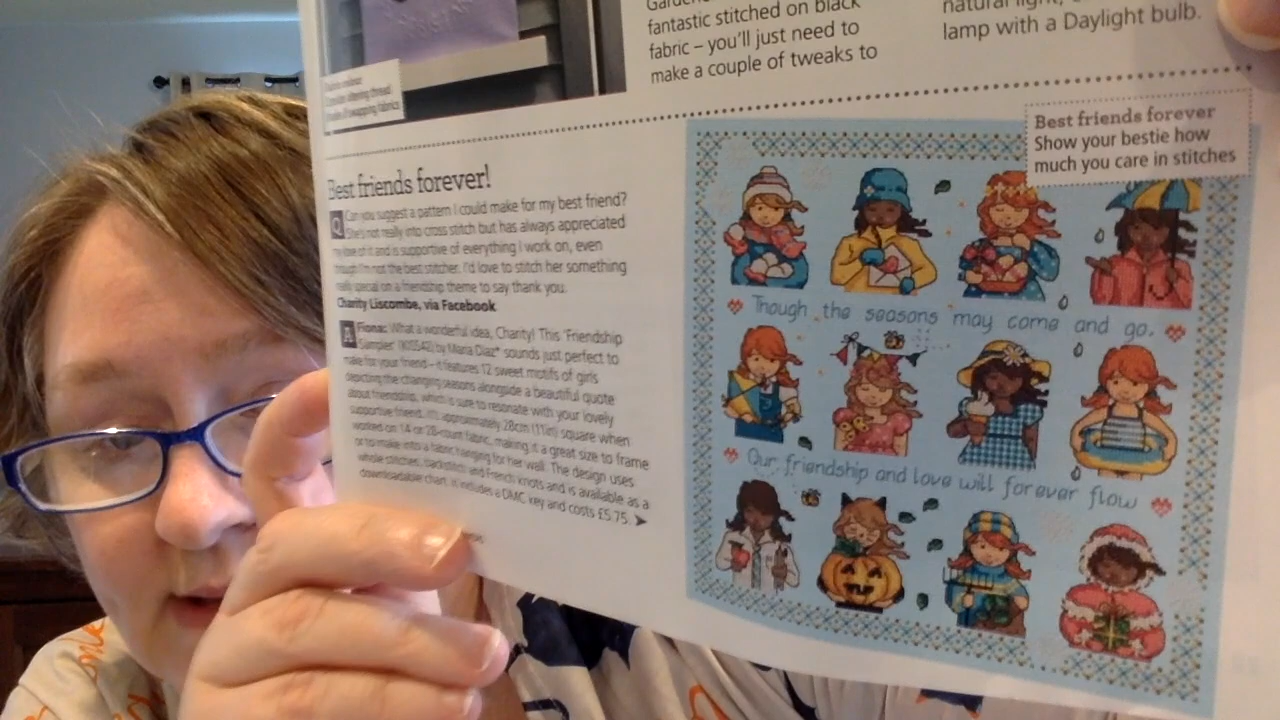 Garden
fantastic stitched on black
fabric – you'll just need to
make a couple of tweaks to
natural light,
lamp with a Daylight bulb.
Best friends forever!
Q Can you suggest a pattern I could make for my best friend?
She's not really into cross stitch but has always appreciated
my love of it and is supportive of everything I work on, even
though I'm not the best stitcher. I'd love to stitch her something
really special on a friendship theme to say thank you.
Charity Liscombe, via Facebook
A Fiona: What a wonderful idea, Charity! This 'Friendship
Sampler' by Maria Diaz* sounds just perfect to
make for your friend – it features 12 sweet motifs of girls
depicting the changing seasons alongside a beautiful quote
about friendship, which is sure to resonate with your lovely
supportive friend. It's approximately 28cm (11in) square when
worked on 14 or 28-count fabric, making it a great size to frame
or to make into a fabric hanging for her wall. The design uses
whole stitches, backstitch and French knots and is available as a
downloadable chart. It includes a DMC key and costs £5.75.
Best friends forever
Show your bestie how
much you care in stitches
Though the seasons may come and go,
Our friendship and love will forever flow